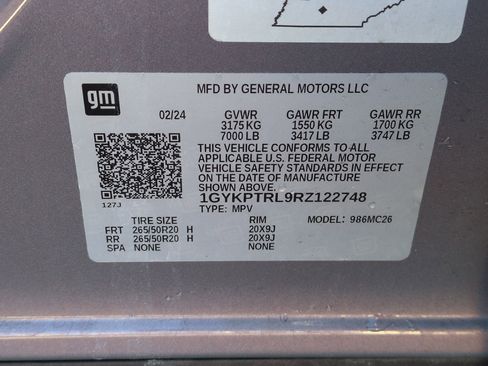 gm
MFD BY GENERAL MOTORS LLC
02/24 GVWR GAWR FRT GAWR RR
3175 KG 1550 KG 1700 KG
7000 LB 3417 LB 3747 LB
THIS VEHICLE CONFORMS TO ALL
APPLICABLE U.S. FEDERAL MOTOR
VEHICLE SAFETY STANDARDS IN EFFECT
ON THE DATE OF MANUFACTURE
SHOWN ABOVE.
127J 1GYKPTRL9RZ122748
TYPE: MPV MODEL: 986MC26
TIRE SIZE RIM
FRT 265/50R20 H 20X9J
RR 265/50R20 H 20X9J
SPA NONE NONE